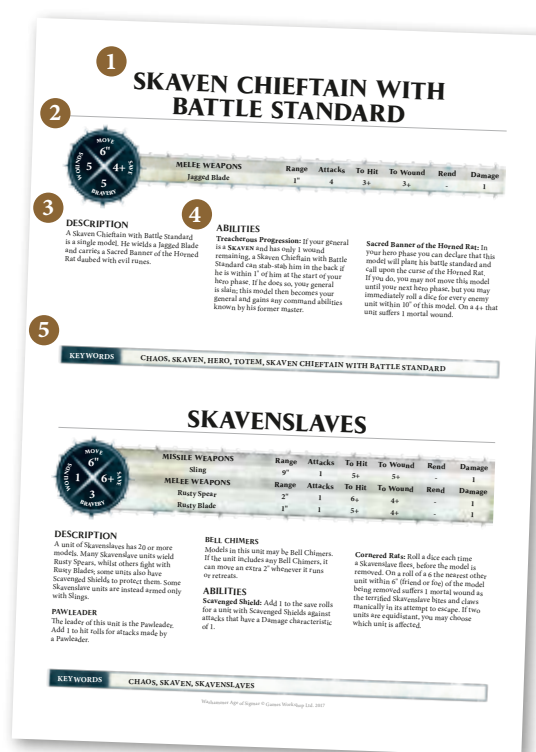 1
SKAVEN CHIEFTAIN WITH
BATTLE STANDARD
2
MOVE
6"
WOUNDS 5 4+ SAVE
5
BRAVERY
MELEE WEAPONS Range Attacks To Hit To Wound Rend Damage
Jagged Blade 1" 4 3+ 3+ - 1
3
DESCRIPTION
A Skaven Chieftain with Battle Standard
is a single model. He wields a Jagged Blade
and carries a Sacred Banner of the Horned
Rat daubed with evil runes.
4
ABILITIES
Treacherous Progression: If your general
is a SKAVEN and has only 1 wound
remaining, a Skaven Chieftain with Battle
Standard can stab-stab him in the back if
he is within 1" of him at the start of your
hero phase. If he does so, your general
is slain; this model then becomes your
general and gains any command abilities
known by his former master.
Sacred Banner of the Horned Rat: In
your hero phase you can declare that this
model will plant his battle standard and
call upon the curse of the Horned Rat.
If you do, you may not move this model
until your next hero phase, but you may
immediately roll a dice for every enemy
unit within 10" of this model. On a 4+ that
unit suffers 1 mortal wound.
5
KEYWORDS CHAOS, SKAVEN, HERO, TOTEM, SKAVEN CHIEFTAIN WITH BATTLE STANDARD
SKAVENSLAVES
MOVE
6"
WOUNDS 1 6+ SAVE
3
BRAVERY
MISSILE WEAPONS Range Attacks To Hit To Wound Rend Damage
Sling 9" 1 5+ 5+ - 1
MELEE WEAPONS Range Attacks To Hit To Wound Rend Damage
Rusty Spear 2" 1 6+ 4+ - 1
Rusty Blade 1" 1 5+ 4+ - 1
DESCRIPTION
A unit of Skavenslaves has 20 or more
models. Many Skavenslave units wield
Rusty Spears, whilst others fight with
Rusty Blades; some units also have
Scavenged Shields to protect them. Some
Skavenslave units are instead armed only
with Slings.
PAWLEADER
The leader of this unit is the Pawleader.
Add 1 to hit rolls for attacks made by
a Pawleader.
BELL CHIMERS
Models in this unit may be Bell Chimers.
If the unit includes any Bell Chimers, it
can move an extra 2" whenever it runs
or retreats.
ABILITIES
Scavenged Shield: Add 1 to the save rolls
for a unit with Scavenged Shields against
attacks that have a Damage characteristic
of 1.
Cornered Rats: Roll a dice each time
a Skavenslave flees, before the model is
removed. On a roll of a 6 the nearest other
unit within 6" (friend or foe) of the model
being removed suffers 1 mortal wound as
the terrified Skavenslave bites and claws
manically in its attempt to escape. If two
units are equidistant, you may choose
which unit is affected.
KEYWORDS CHAOS, SKAVEN, SKAVENSLAVES
Warhammer Age of Sigmar © Games Workshop Ltd. 2017